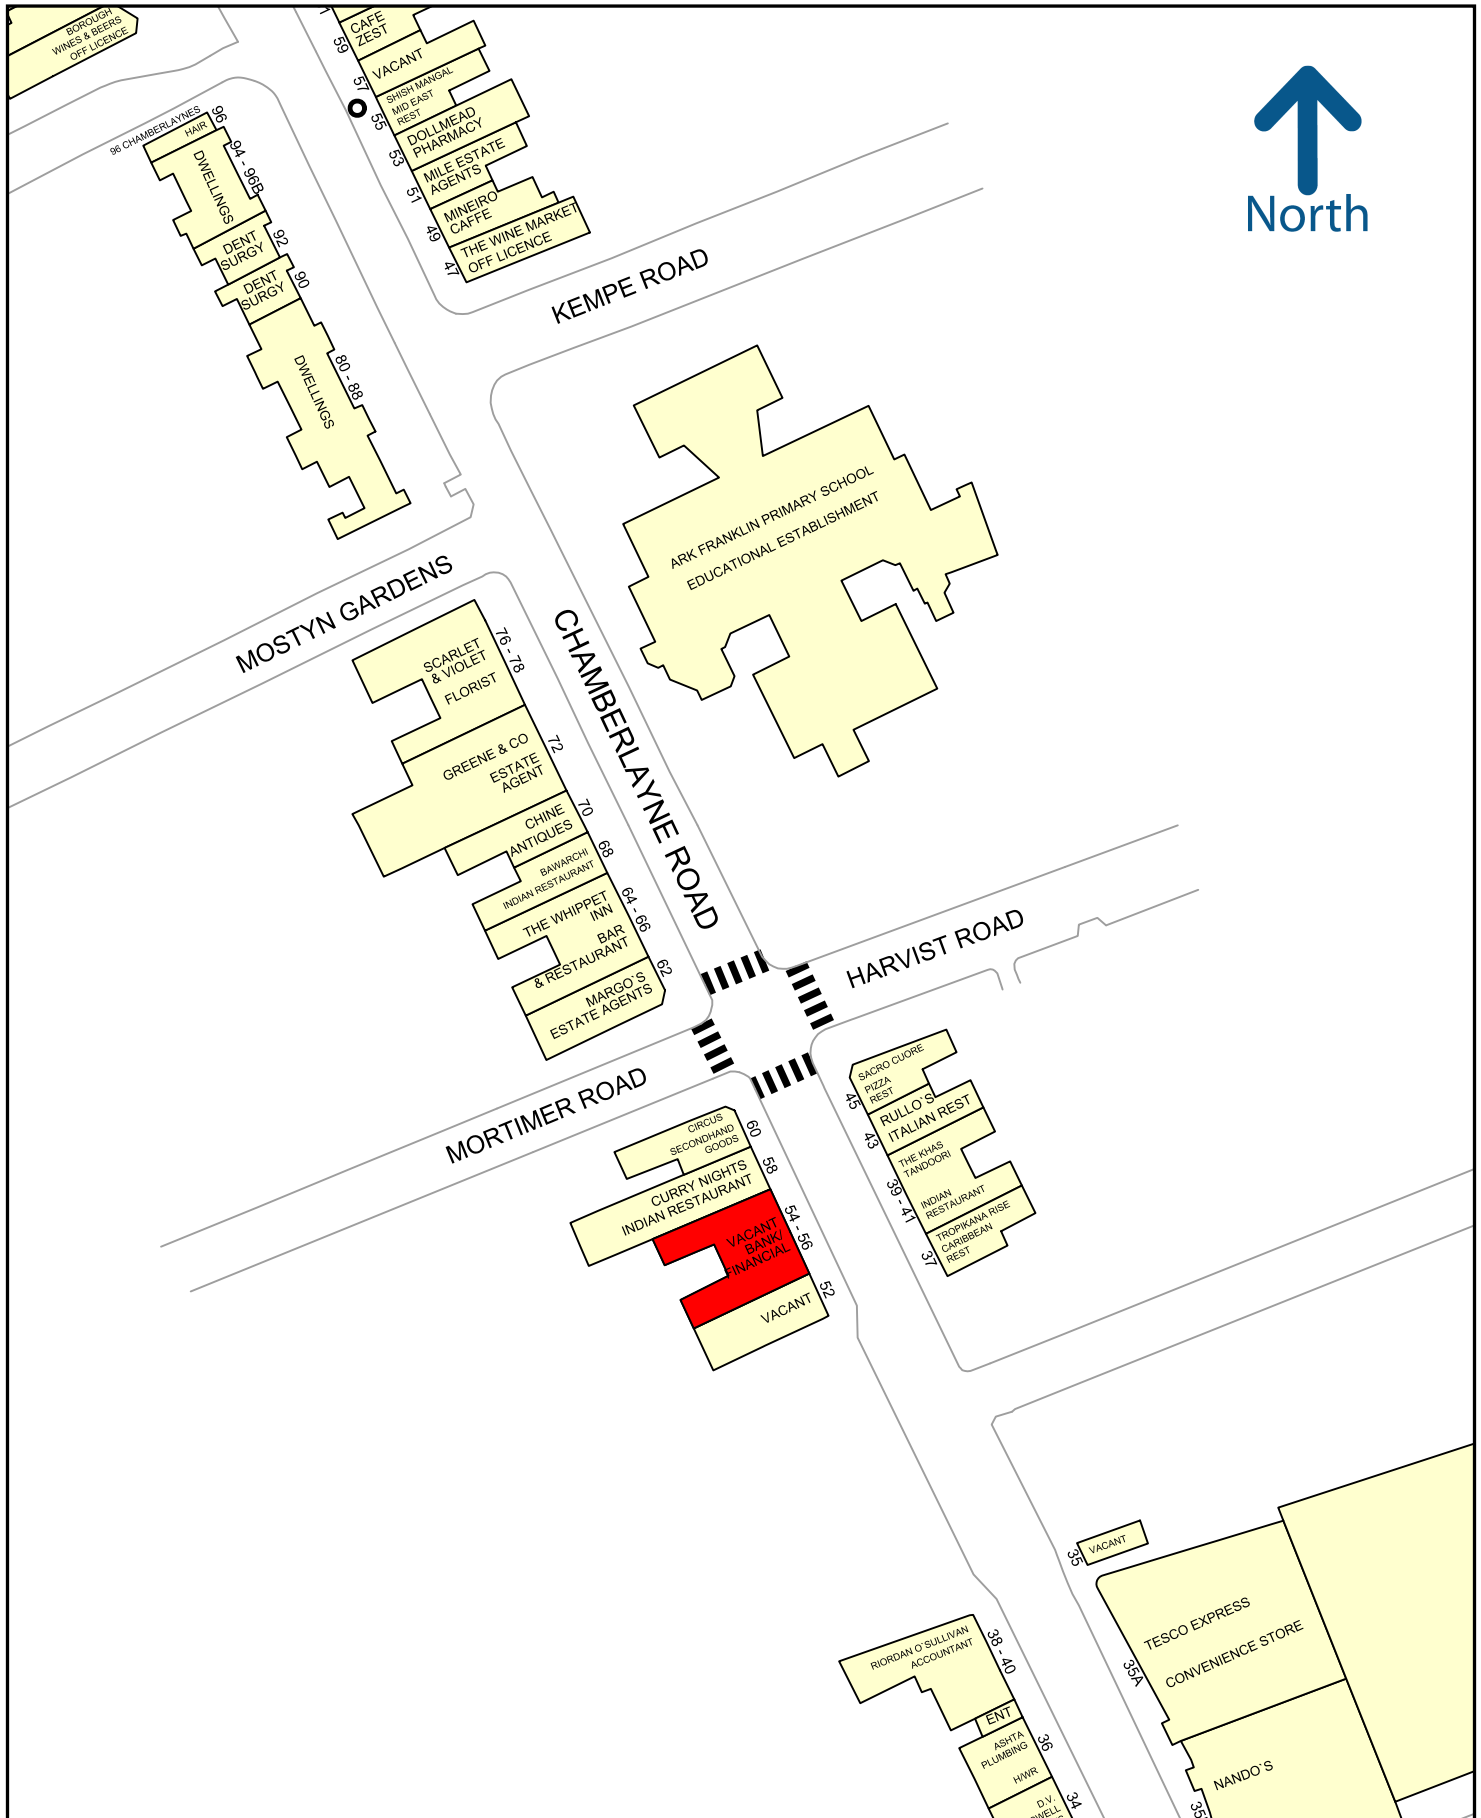 BOROUGH
WINES & BEERS
OFF LICENCE
CAFE
ZEST
59
VACANT
57
SHISH MANGAL
MID EAST
REST
55
DOLLMEAD
PHARMACY
53
MILE ESTATE
AGENTS
51
MINEIRO
CAFFE
49
THE WINE MARKET
OFF LICENCE
47
North
96 CHAMBERLAYNES
HAIR
96
DWELLINGS
94 - 96B
DENT
SURGY
92
DENT
SURGY
90
DWELLINGS
80 - 88
KEMPE ROAD
ARK FRANKLIN PRIMARY SCHOOL
EDUCATIONAL ESTABLISHMENT
MOSTYN GARDENS
CHAMBERLAYNE ROAD
SCARLET
& VIOLET
FLORIST
76 - 78
GREENE & CO
ESTATE
AGENT
72
CHINE
ANTIQUES
70
BAWARCHI
INDIAN RESTAURANT
68
THE WHIPPET
INN
BAR
& RESTAURANT
64 - 66
MARGO`S
ESTATE AGENTS
62
HARVIST ROAD
MORTIMER ROAD
SACRO CUORE
PIZZA
REST
45
RULLO`S
ITALIAN REST
43
THE KHAS
TANDOORI
INDIAN
RESTAURANT
39 - 41
TROPIKANA RISE
CARIBBEAN
REST
37
CIRCUS
SECONDHAND
GOODS
60
CURRY NIGHTS
INDIAN RESTAURANT
58
VACANT
BANK/
FINANCIAL
54 - 56
VACANT
52
VACANT
35
TESCO EXPRESS
CONVENIENCE STORE
35A
NANDO`S
35
RIORDAN O`SULLIVAN
ACCOUNTANT
38 - 40
ENT
ASHTA
PLUMBING
H/WR
36
D.V.
34